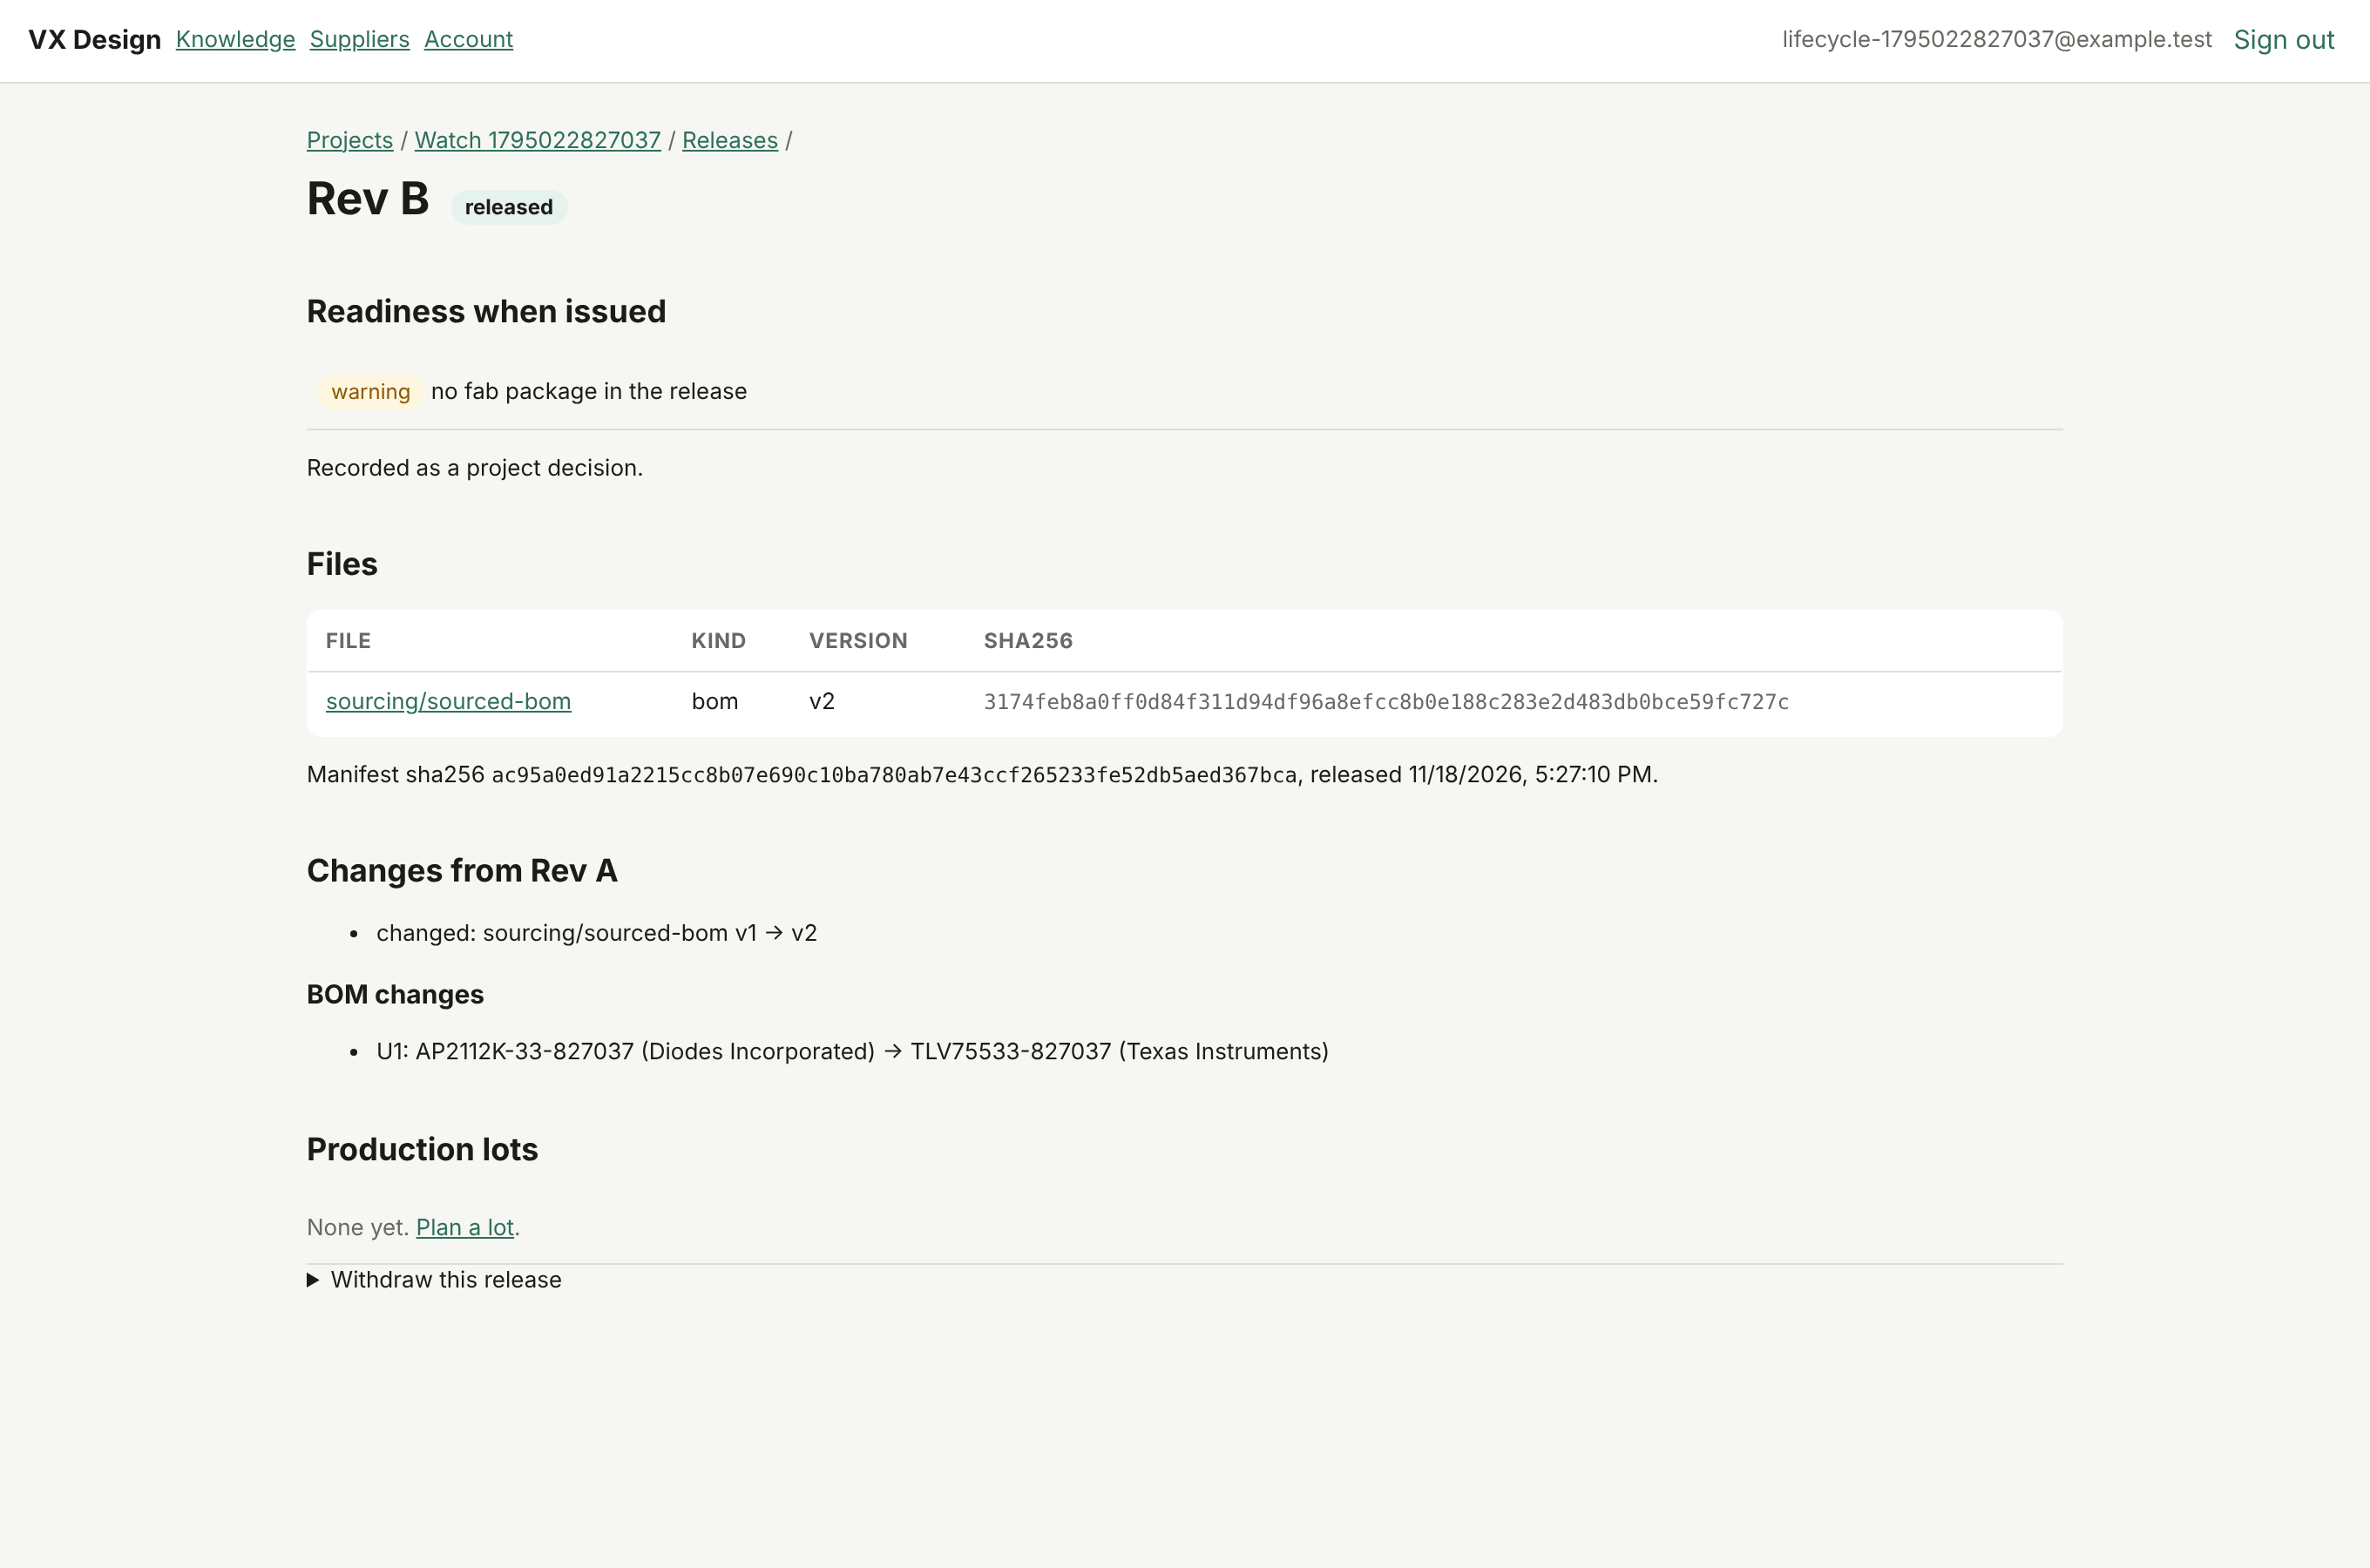 VX Design Knowledge Suppliers Account lifecycle-1795022827037@example.test Sign out
Projects / Watch 1795022827037 / Releases /
Rev B released
Readiness when issued
warning no fab package in the release
Recorded as a project decision.
Files
FILE KIND VERSION SHA256
sourcing/sourced-bom bom v2 3174feb8a0ff0d84f311d94df96a8efcc8b0e188c283e2d483db0bce59fc727c
Manifest sha256 ac95a0ed91a2215cc8b07e690c10ba780ab7e43ccf265233fe52db5aed367bca, released 11/18/2026, 5:27:10 PM.
Changes from Rev A
• changed: sourcing/sourced-bom v1 → v2
BOM changes
• U1: AP2112K-33-827037 (Diodes Incorporated) → TLV75533-827037 (Texas Instruments)
Production lots
None yet. Plan a lot.
▶ Withdraw this release